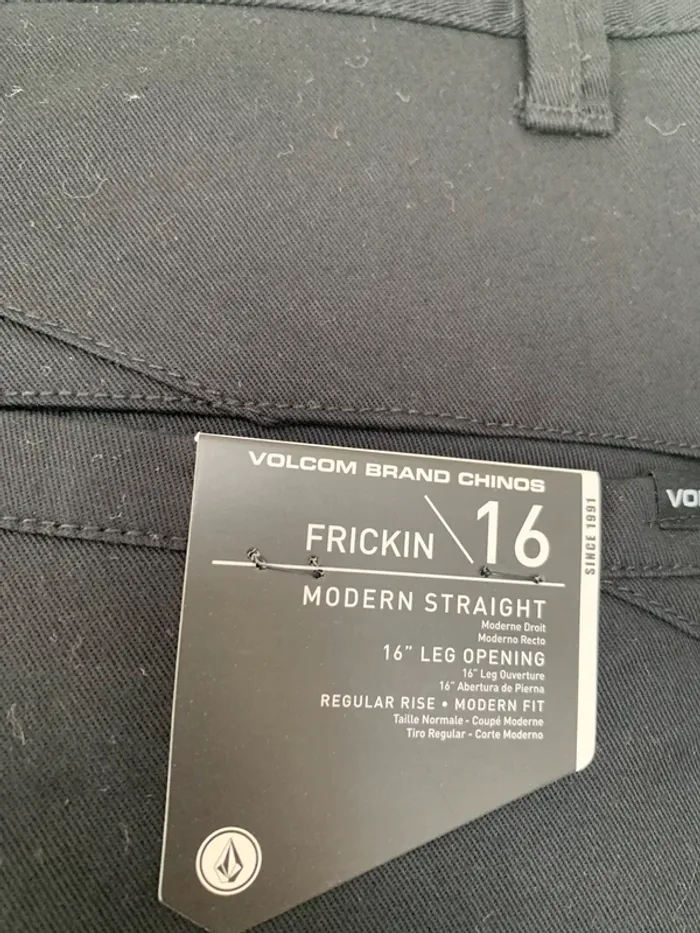 VOLCOM BRAND CHINOS
FRICKIN \ 16
MODERN STRAIGHT
Moderne Droit
Moderno Recto
16" LEG OPENING
16" Leg Ouverture
16" Abertura de Pierna
REGULAR RISE • MODERN FIT
Taille Normale - Coupé Moderne
Tiro Regular - Corte Moderno
SINCE 1991
VO